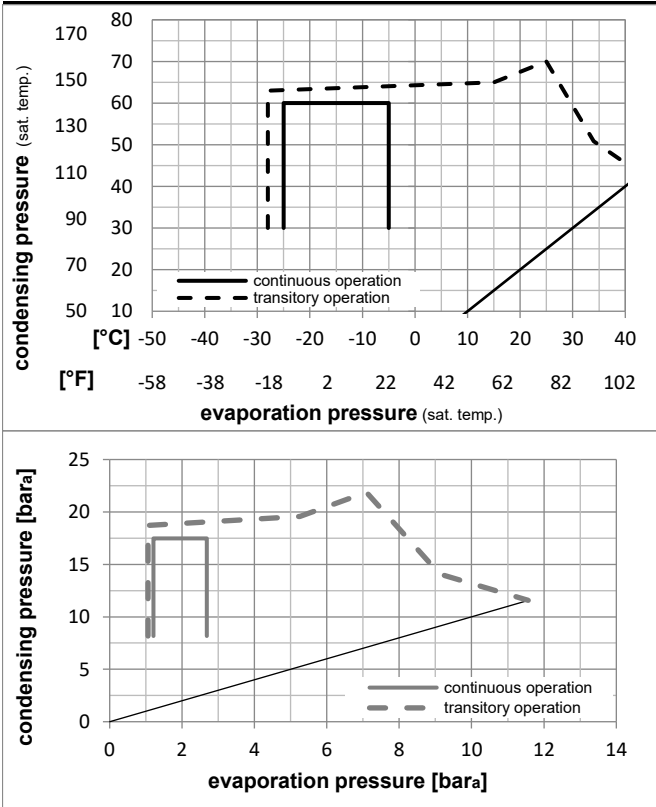 condensing pressure (sat. temp.)
170
150
130
110
90
70
50
80
70
60
50
40
30
20
10
continuous operation
transitory operation
[°C] -50 -40 -30 -20 -10 0 10 20 30 40
[°F] -58 -38 -18 2 22 42 62 82 102
evaporation pressure (sat. temp.)
condensing pressure [bara]
25
20
15
10
5
0
continuous operation
transitory operation
0 2 4 6 8 10 12 14
evaporation pressure [bara]